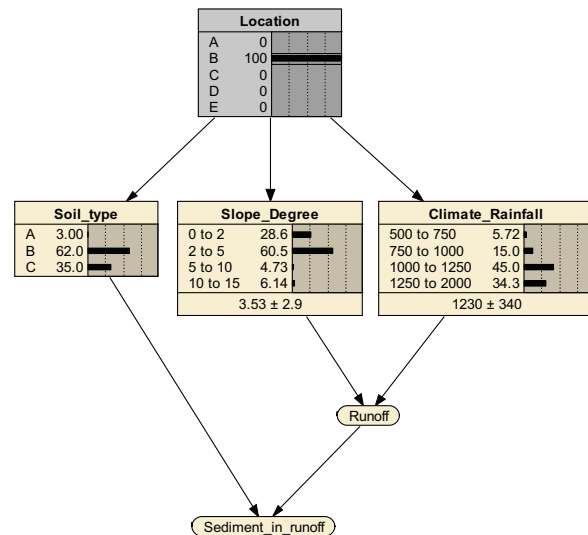 Location
A 0
B 100
C 0
D 0
E 0
Soil_type
A 3.00
B 62.0
C 35.0
Slope_Degree
0 to 2 28.6
2 to 5 60.5
5 to 10 4.73
10 to 15 6.14
3.53 ± 2.9
Climate_Rainfall
500 to 750 5.72
750 to 1000 15.0
1000 to 1250 45.0
1250 to 2000 34.3
1230 ± 340
Runoff
Sediment_in_runoff